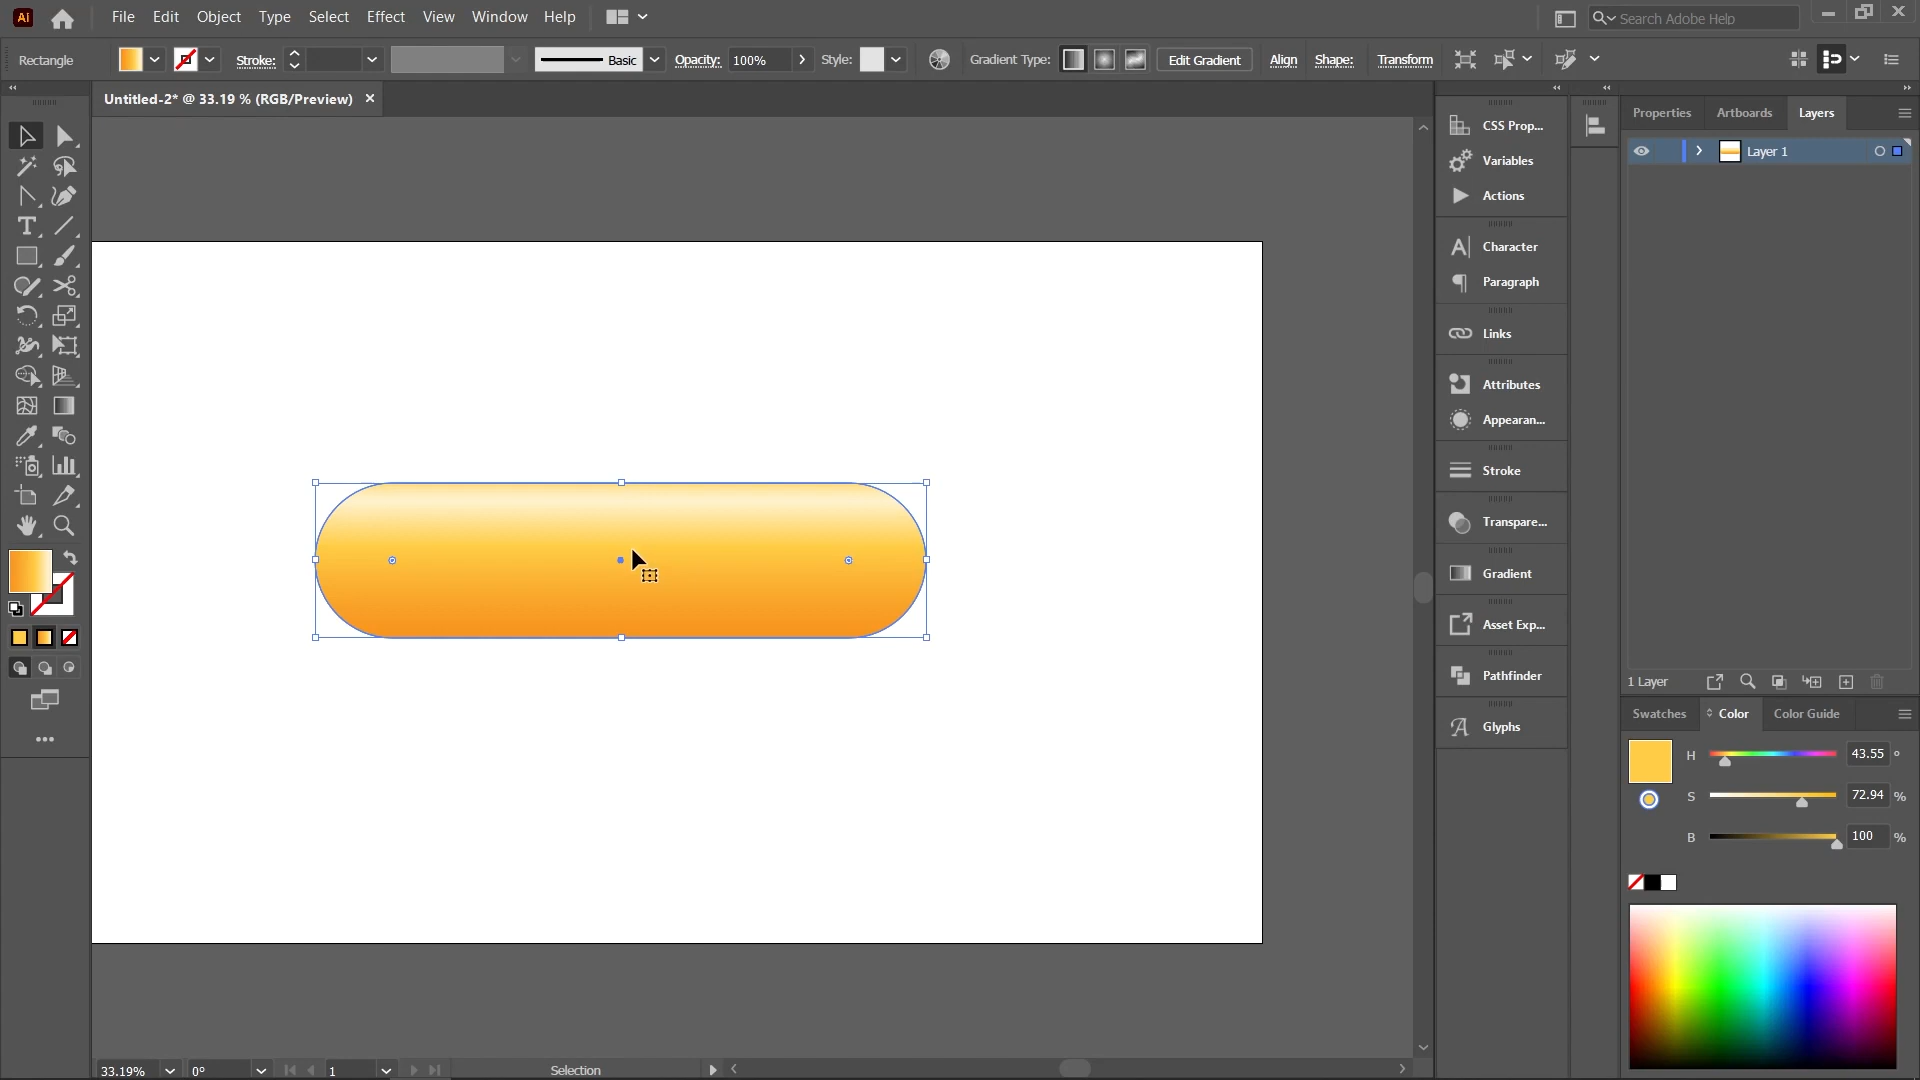 Ai
File Edit Object Type Select Effect View Window Help
Search Adobe Help
Rectangle
Stroke:
Basic
Opacity: 100%
Style:
Gradient Type:
Edit Gradient
Align
Shape:
Transform
Untitled-2* @ 33.19 % (RGB/Preview)
CSS Prop...
Variables
Actions
Character
Paragraph
Links
Attributes
Appearan...
Stroke
Transpare...
Gradient
Asset Exp...
Pathfinder
Glyphs
Properties Artboards Layers
Layer 1
1 Layer
Swatches Color Color Guide
H 43.55 °
S 72.94 %
B 100 %
33.19% 0° 1 Selection